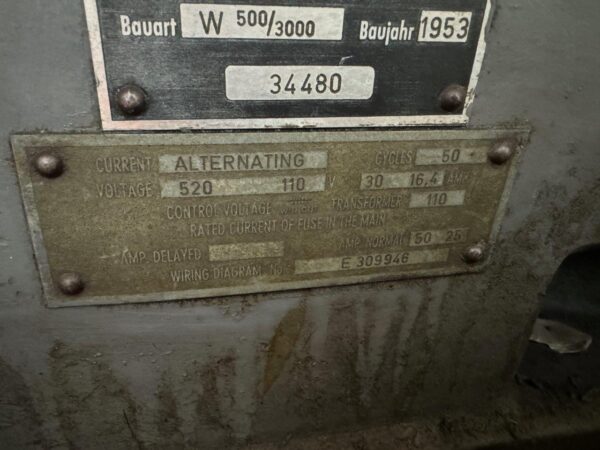 Bauart W 500/3000 Baujahr 1953
34480
CURRENT ALTERNATING CYCLES 50
VOLTAGE 520 110 V 30 16,4 AMP
CONTROL VOLTAGE WITHOUT TRANSFORMER 110
RATED CURRENT OF FUSE IN THE MAIN
AMP. DELAYED AMP NORMAL 50 25
WIRING DIAGRAM No E 309946